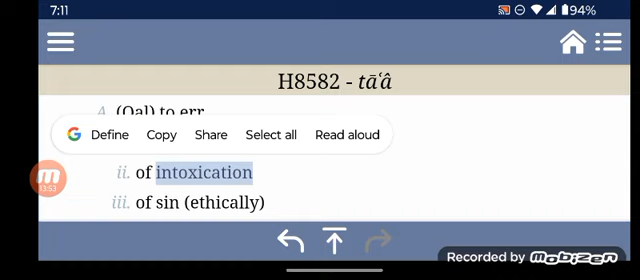 7:11
94%
H8582 - tāʿâ
A. (Qal) to err
Define Copy Share Select all Read aloud
ii. of intoxication
iii. of sin (ethically)
13:53
Recorded by Mobizen